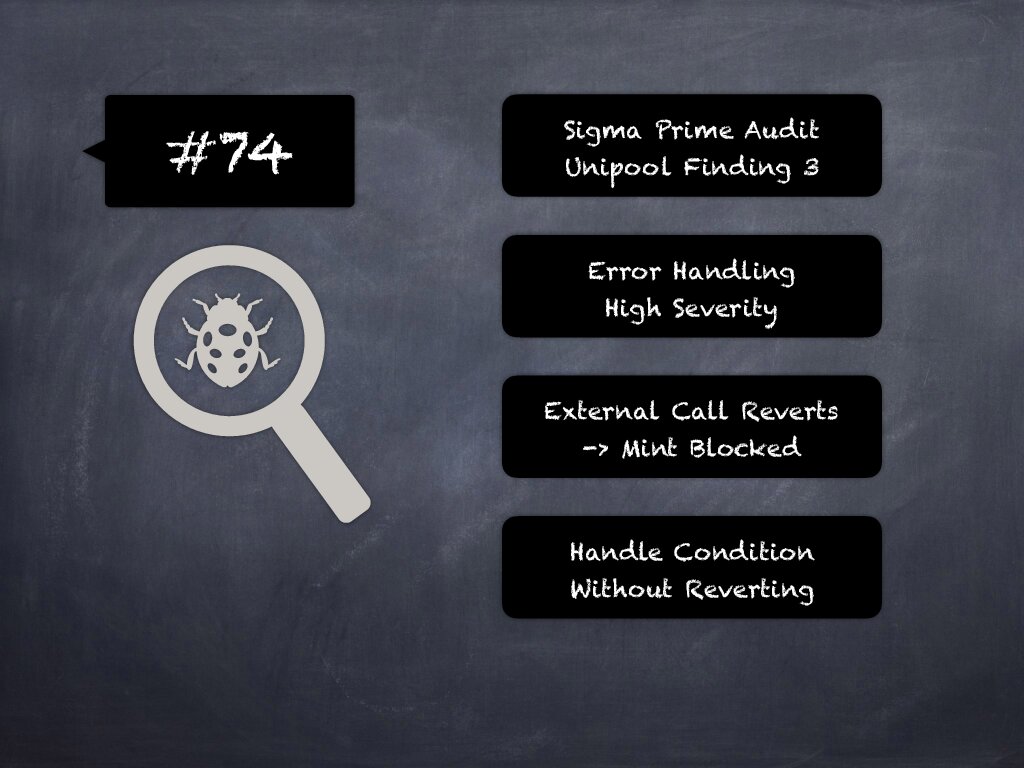 #74
Sigma Prime Audit
Unipool Finding 3
Error Handling
High Severity
External Call Reverts
-> Mint Blocked
Handle Condition
Without Reverting